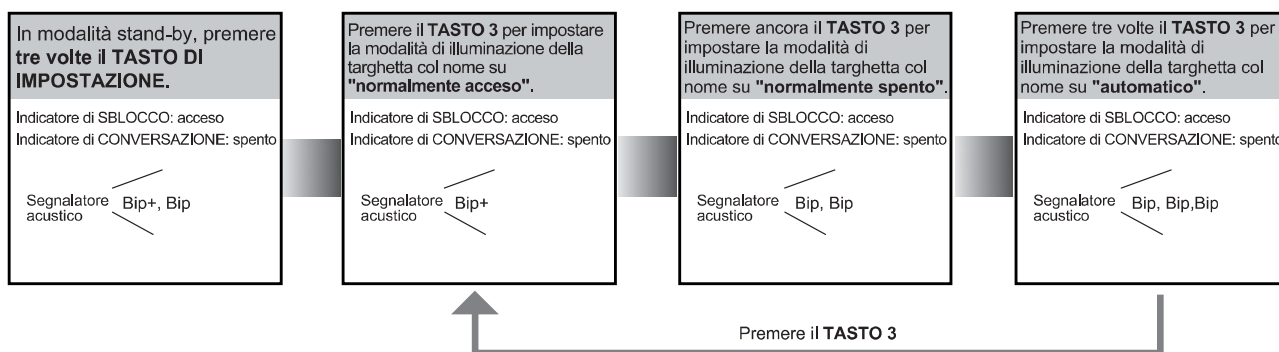 In modalità stand-by, premere
tre volte il TASTO DI
IMPOSTAZIONE.
Indicatore di SBLOCCO: acceso
Indicatore di CONVERSAZIONE: spento
Segnalatore Bip+, Bip
acustico
Premere il TASTO 3 per impostare
la modalità di illuminazione della
targhetta col nome su
"normalmente acceso".
Indicatore di SBLOCCO: acceso
Indicatore di CONVERSAZIONE: spento
Segnalatore Bip+
acustico
Premere ancora il TASTO 3 per
impostare la modalità di
illuminazione della targhetta col
nome su "normalmente spento".
Indicatore di SBLOCCO: acceso
Indicatore di CONVERSAZIONE: spento
Segnalatore Bip, Bip
acustico
Premere tre volte il TASTO 3 per
impostare la modalità di
illuminazione della targhetta col
nome su "automatico".
Indicatore di SBLOCCO: acceso
Indicatore di CONVERSAZIONE: spento
Segnalatore Bip, Bip,Bip
acustico
Premere il TASTO 3